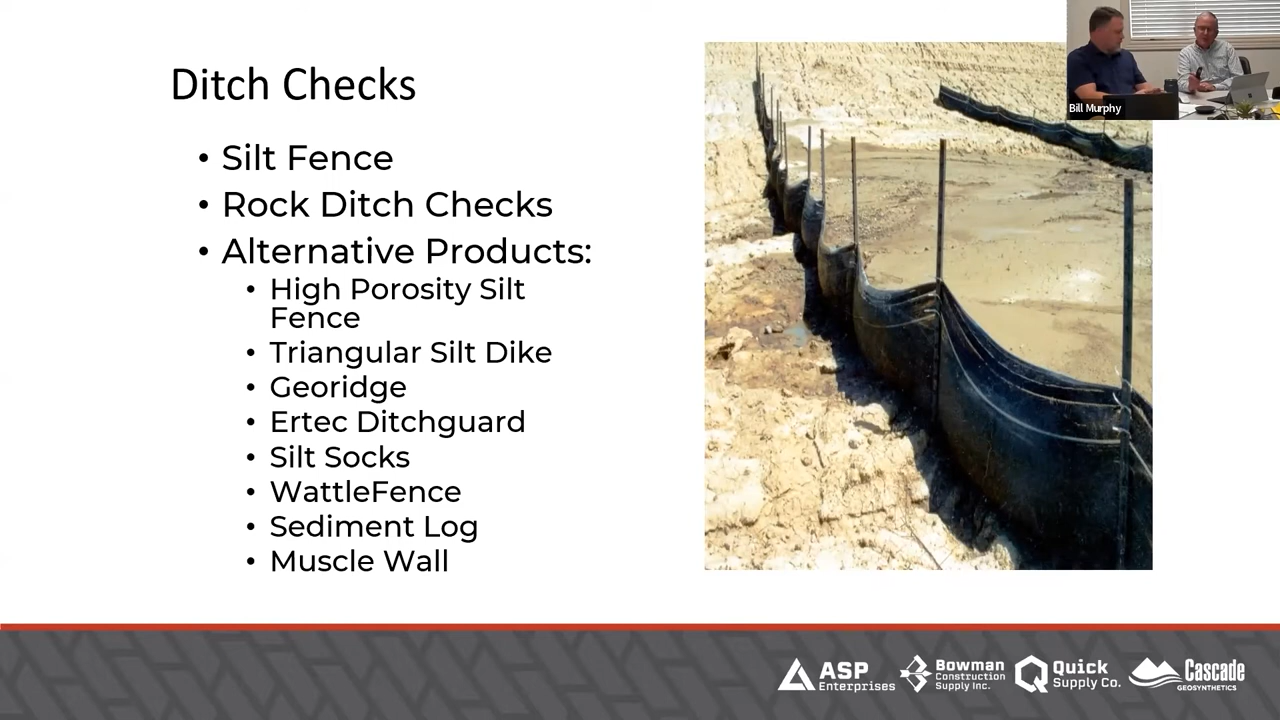 Ditch Checks
• Silt Fence
• Rock Ditch Checks
• Alternative Products:
• High Porosity Silt
Fence
• Triangular Silt Dike
• Georidge
• Ertec Ditchguard
• Silt Socks
• WattleFence
• Sediment Log
• Muscle Wall
Bill Murphy
ASP
Enterprises
Bowman
Construction
Supply Inc.
Quick
Supply Co.
Cascade
GEOSYNTHETICS